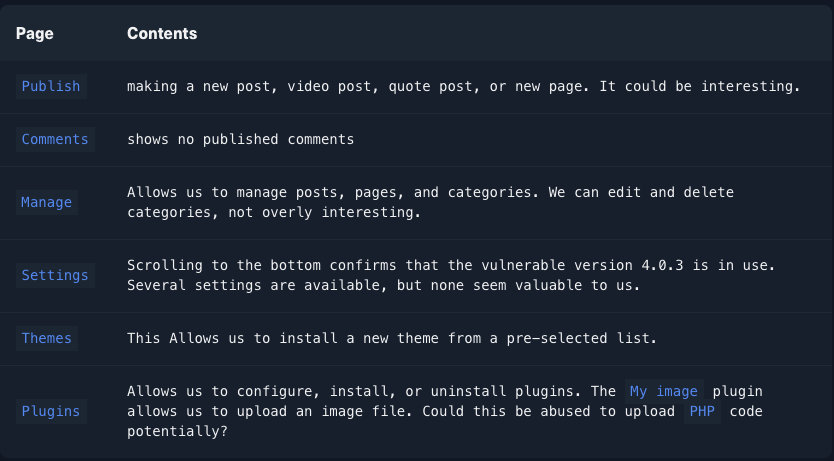 Page Contents
Publish making a new post, video post, quote post, or new page. It could be interesting.
Comments shows no published comments
Manage Allows us to manage posts, pages, and categories. We can edit and delete
categories, not overly interesting.
Settings Scrolling to the bottom confirms that the vulnerable version 4.0.3 is in use.
Several settings are available, but none seem valuable to us.
Themes This Allows us to install a new theme from a pre-selected list.
Plugins Allows us to configure, install, or uninstall plugins. The My image plugin
allows us to upload an image file. Could this be abused to upload PHP code
potentially?